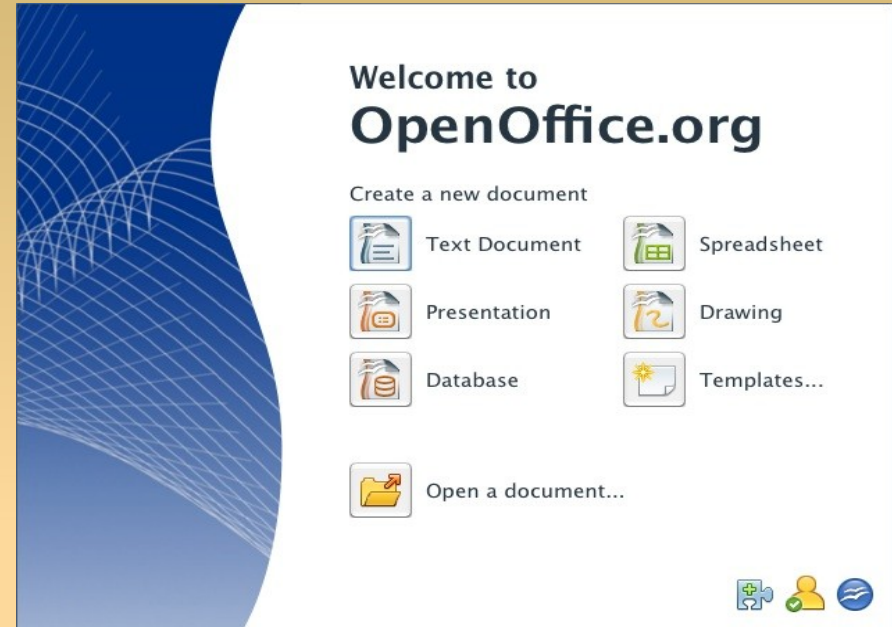 Welcome to
OpenOffice.org
Create a new document
Text Document
Spreadsheet
Presentation
Drawing
Database
Templates...
Open a document...